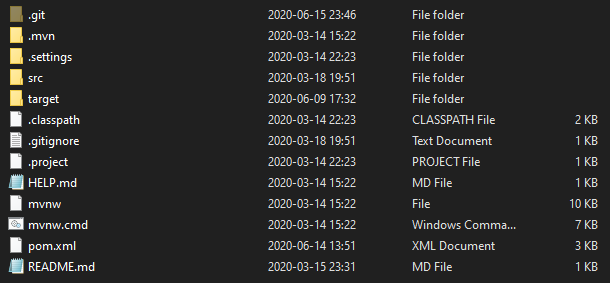 .git 2020-06-15 23:46 File folder
.mvn 2020-03-14 15:22 File folder
.settings 2020-03-14 22:23 File folder
src 2020-03-18 19:51 File folder
target 2020-06-09 17:32 File folder
.classpath 2020-03-14 22:23 CLASSPATH File 2 KB
.gitignore 2020-03-18 19:51 Text Document 1 KB
.project 2020-03-14 22:23 PROJECT File 1 KB
HELP.md 2020-03-14 15:22 MD File 1 KB
mvnw 2020-03-14 15:22 File 10 KB
mvnw.cmd 2020-03-14 15:22 Windows Comma... 7 KB
pom.xml 2020-06-14 13:51 XML Document 3 KB
README.md 2020-03-15 23:31 MD File 1 KB